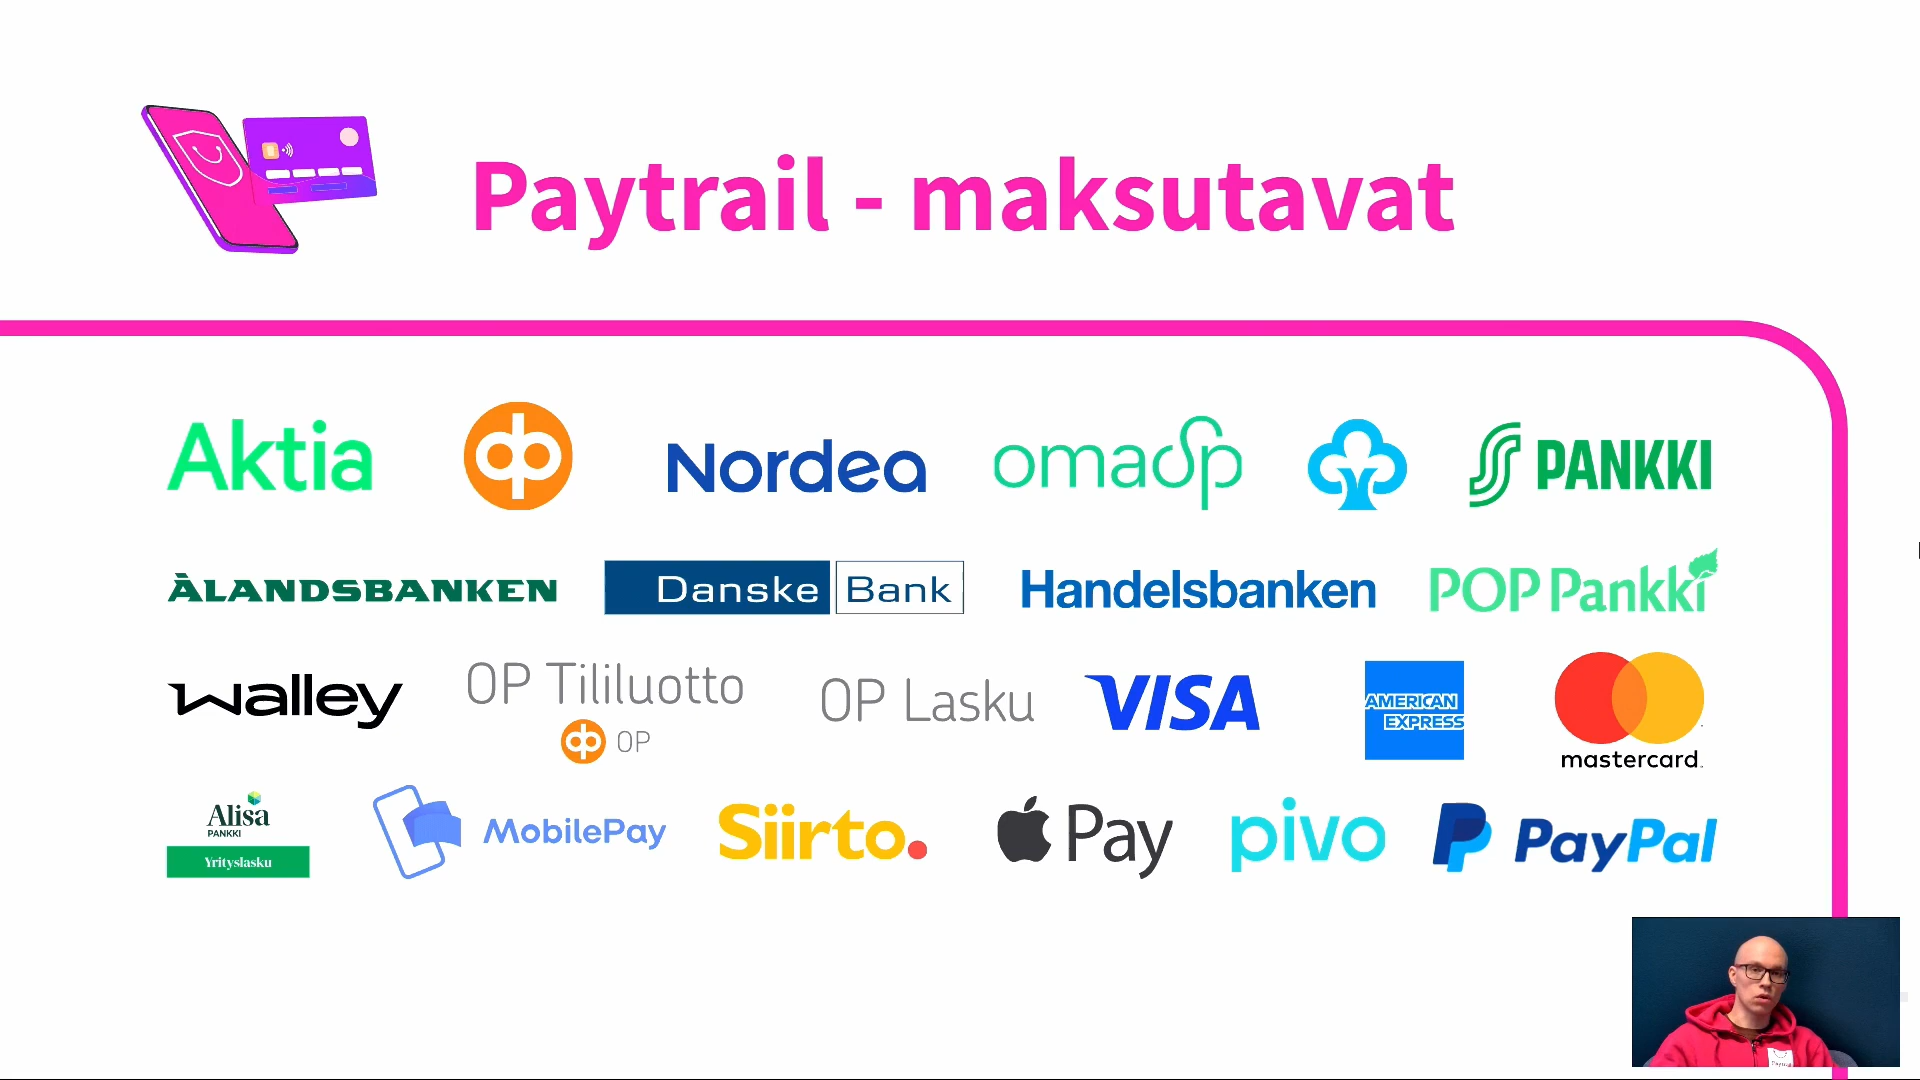 Paytrail - maksutavat
Aktia
Nordea
omasp
S PANKKI
ÅLANDSBANKEN
Danske Bank
Handelsbanken
POP Pankki
walley
OP Tililuotto
OP
OP Lasku
VISA
AMERICAN
EXPRESS
mastercard
Alisa
PANKKI
Yrityslasku
MobilePay
Siirto.
Pay
pivo
PayPal